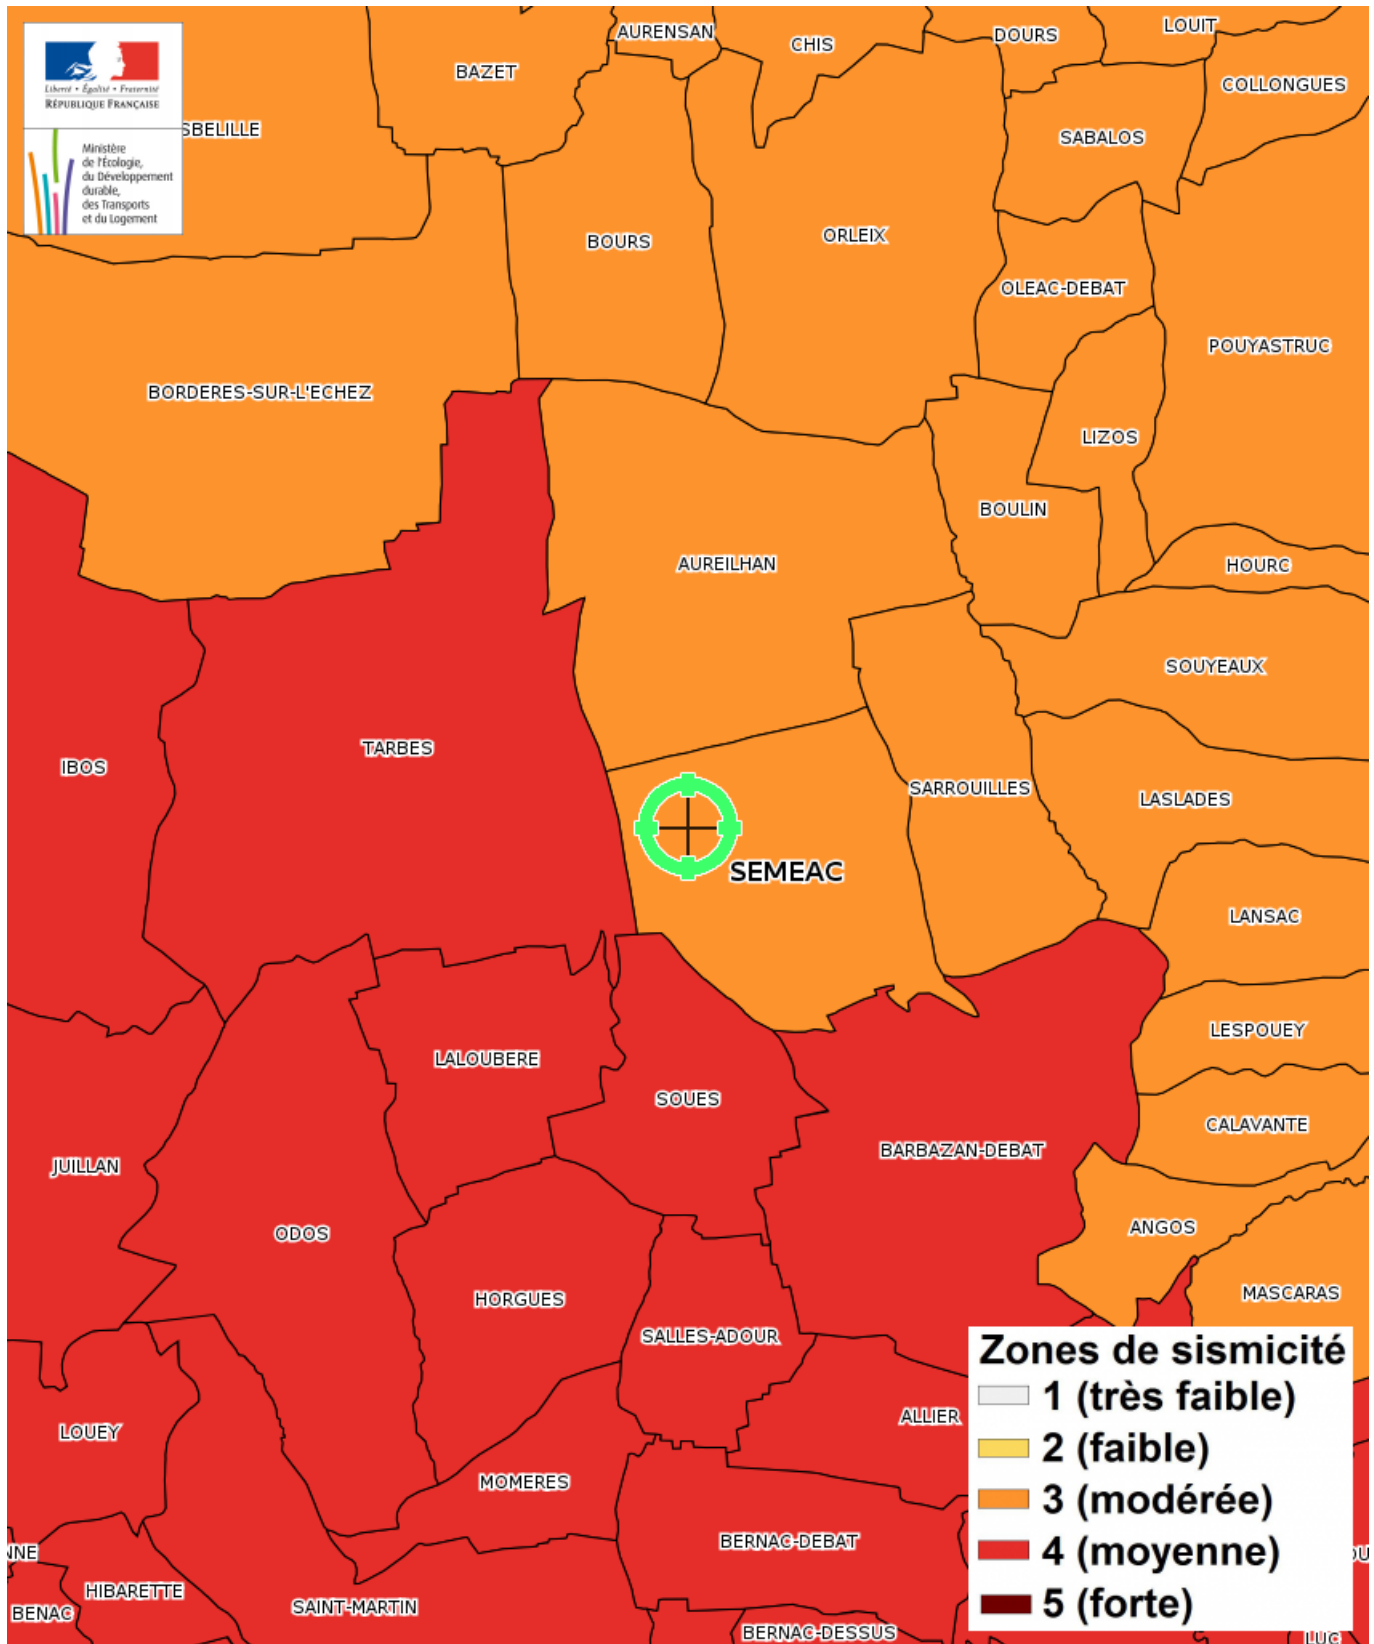 AURENSAN
CHIS
DOURS
LOUIT
BAZET
COLLONGUES
Liberté • Égalité • Fraternité
RÉPUBLIQUE FRANÇAISE
SBELILLE
SABALOS
Ministère
de l'Écologie,
du Développement
durable,
des Transports
et du Logement
BOURS
ORLEIX
OLEAC-DEBAT
POUYASTRUC
BORDERES-SUR-L'ECHEZ
LIZOS
BOULIN
AUREILHAN
HOURC
SOUYEAUX
TARBES
IBOS
SARROUILLES
LASLADES
SEMEAC
LANSAC
LESPOUEY
LALOUBERE
SOUES
CALAVANTE
BARBAZAN-DEBAT
JUILLAN
ODOS
ANGOS
HORGUES
MASCARAS
SALLES-ADOUR
Zones de sismicité
1 (très faible)
2 (faible)
3 (modérée)
4 (moyenne)
5 (forte)
ALLIER
LOUEY
MOMERES
BERNAC-DEBAT
NNE
OU
HIBARETTE
BENAC
SAINT-MARTIN
BERNAC-DESSUS
LUC